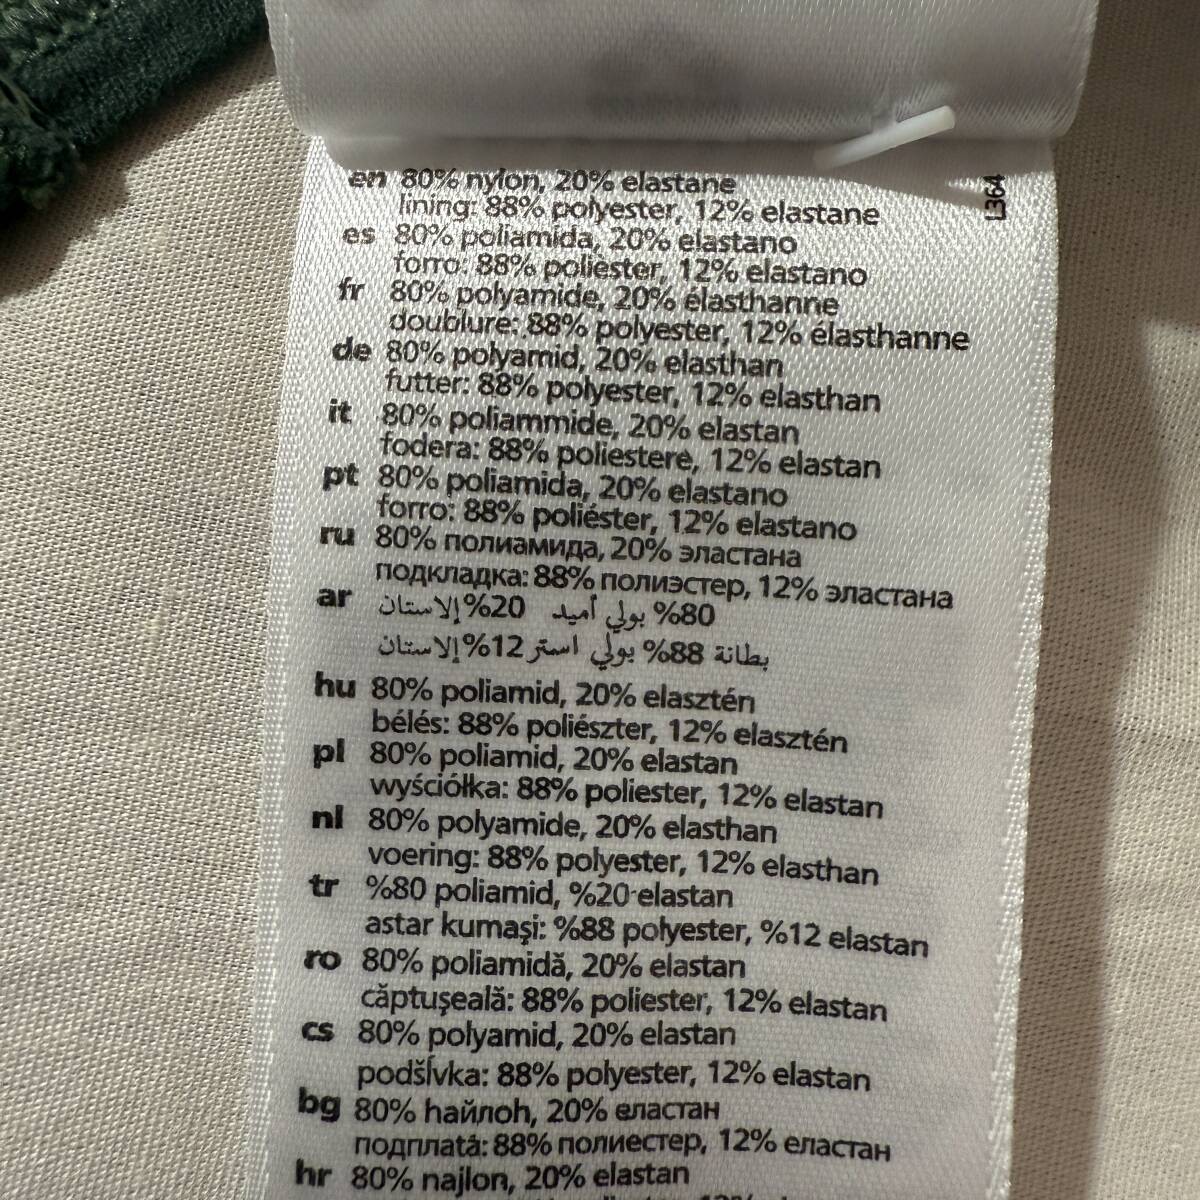 en 80% nylon, 20% elastane
lining: 88% polyester, 12% elastane
L364
es 80% poliamida, 20% elastano
forro: 88% poliéster, 12% elastano
fr 80% polyamide, 20% élasthanne
doublure: 88% polyester, 12% élasthanne
de 80% polyamid, 20% elasthan
futter: 88% polyester, 12% elasthan
it 80% poliammide, 20% elastan
fodera: 88% poliestere, 12% elastan
pt 80% poliamida, 20% elastano
forro: 88% poliéster, 12% elastano
ru 80% полиамида, 20% эластана
подкладка: 88% полиэстер, 12% эластана
ar 80% بولي أميد 20% إلاستان
بطانة 88% بولي استر 12% إلاستان
hu 80% poliamid, 20% elasztén
bélés: 88% poliészter, 12% elasztén
pl 80% poliamid, 20% elastan
wyściółka: 88% poliester, 12% elastan
nl 80% polyamide, 20% elasthan
voering: 88% polyester, 12% elasthan
tr %80 poliamid, %20 elastan
astar kumaşi: %88 polyester, %12 elastan
ro 80% poliamidă, 20% elastan
căptuşeală: 88% poliester, 12% elastan
cs 80% polyamid, 20% elastan
podšĺvka: 88% polyester, 12% elastan
bg 80% найлон, 20% еластан
подплата: 88% полиестер, 12% еластан
hr 80% najlon, 20% elastan